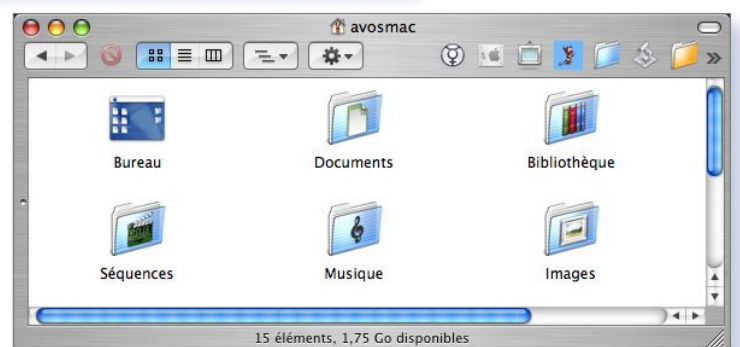 avosmac
Bureau Documents Bibliothèque
Séquences Musique Images
15 éléments, 1,75 Go disponibles